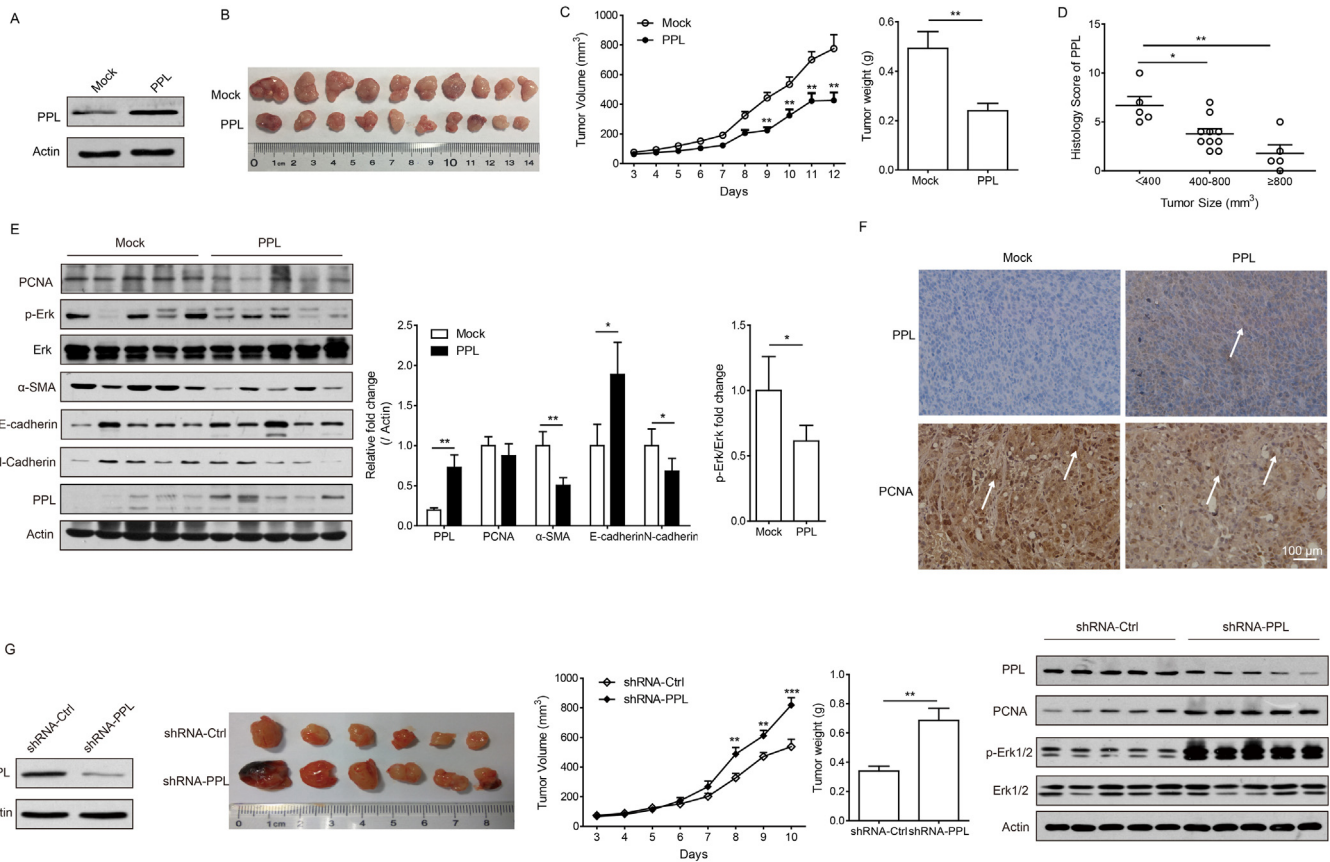 A
Mock
PPL
PPL
Actin
B
Mock
PPL
0 1cm 2 3 4 5 6 7 8 9 10 11 12 13 14
C
Tumor Volume (mm3)
1000
800
600
400
200
0
Mock
PPL
** ** ** **
3 4 5 6 7 8 9 10 11 12
Days
Tumor weight (g)
0.6
0.4
0.2
0.0
**
Mock PPL
D
Histology Score of PPL
15
10
5
0
**
*
<400 400-800 ≥800
Tumor Size (mm3)
E
Mock PPL
PCNA
p-Erk
Erk
α-SMA
E-cadherin
N-Cadherin
PPL
Actin
Relative fold change
(/ Actin)
2.5
2.0
1.5
1.0
0.5
0.0
Mock
PPL
** ** * *
PPL PCNA α-SMA E-cadherin N-cadherin
p-Erk/Erk fold change
1.5
1.0
0.5
0.0
*
Mock PPL
F
Mock PPL
PPL
PCNA
100 μm
G
shRNA-Ctrl
shRNA-PPL
PL
tin
shRNA-Ctrl
shRNA-PPL
0 1cm 2 3 4 5 6 7 8
Tumor Volume (mm3)
1000
800
600
400
200
0
shRNA-Ctrl
shRNA-PPL
** ** ***
3 4 5 6 7 8 9 10
Days
Tumor weight (g)
1.0
0.8
0.6
0.4
0.2
0.0
**
shRNA-Ctrl shRNA-PPL
shRNA-Ctrl shRNA-PPL
PPL
PCNA
p-Erk1/2
Erk1/2
Actin